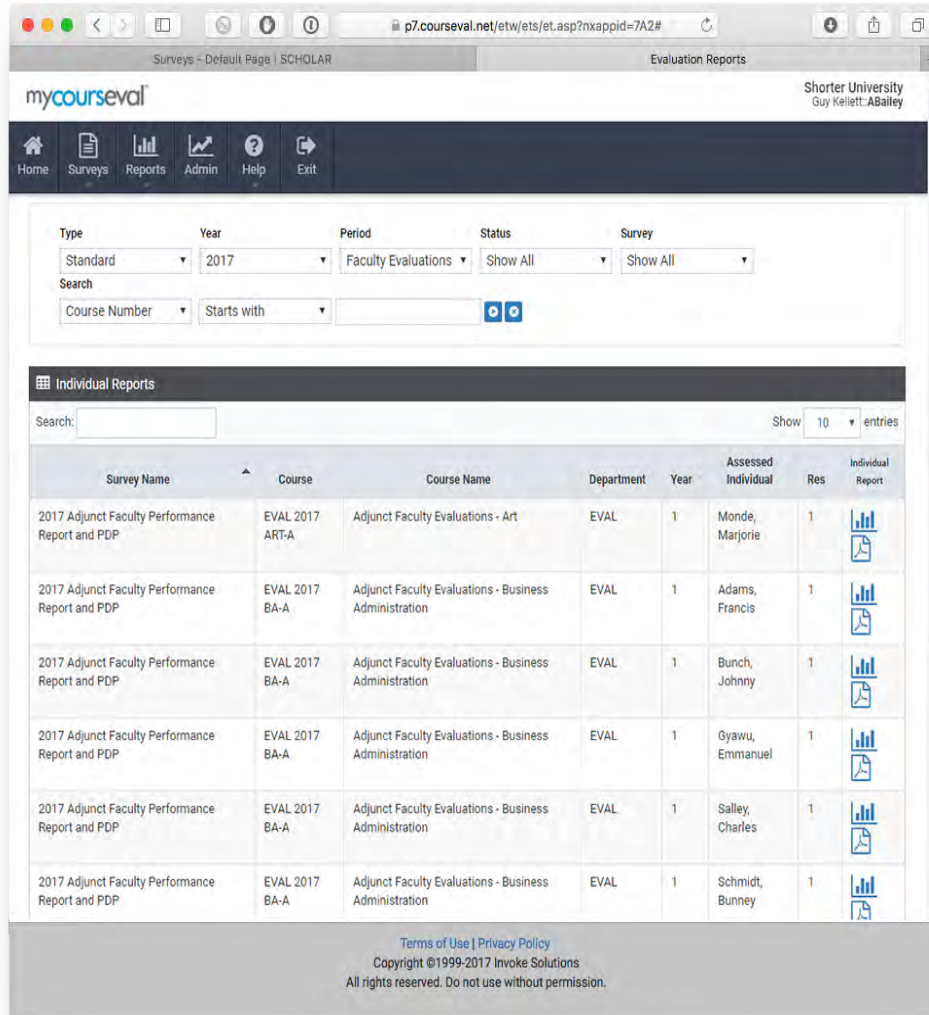 p7.courseval.net/etw/ets/et.asp?nxappid=7A2#
Surveys - Default Page | SCHOLAR
Evaluation Reports
mycourseval
Shorter University
Guy Kellett::ABailey
Home Surveys Reports Admin Help Exit
Type Year Period Status Survey
Standard 2017 Faculty Evaluations Show All Show All
Search
Course Number Starts with
Individual Reports
Search: Show 10 entries
Survey Name Course Course Name Department Year Assessed Individual Res Individual Report
2017 Adjunct Faculty Performance EVAL 2017 Adjunct Faculty Evaluations - Art EVAL 1 Monde, 1
Report and PDP ART-A Marjorie
2017 Adjunct Faculty Performance EVAL 2017 Adjunct Faculty Evaluations - Business EVAL 1 Adams, 1
Report and PDP BA-A Administration Francis
2017 Adjunct Faculty Performance EVAL 2017 Adjunct Faculty Evaluations - Business EVAL 1 Bunch, 1
Report and PDP BA-A Administration Johnny
2017 Adjunct Faculty Performance EVAL 2017 Adjunct Faculty Evaluations - Business EVAL 1 Gyawu, 1
Report and PDP BA-A Administration Emmanuel
2017 Adjunct Faculty Performance EVAL 2017 Adjunct Faculty Evaluations - Business EVAL 1 Salley, 1
Report and PDP BA-A Administration Charles
2017 Adjunct Faculty Performance EVAL 2017 Adjunct Faculty Evaluations - Business EVAL 1 Schmidt, 1
Report and PDP BA-A Administration Bunney
Terms of Use | Privacy Policy
Copyright ©1999-2017 Invoke Solutions
All rights reserved. Do not use without permission.